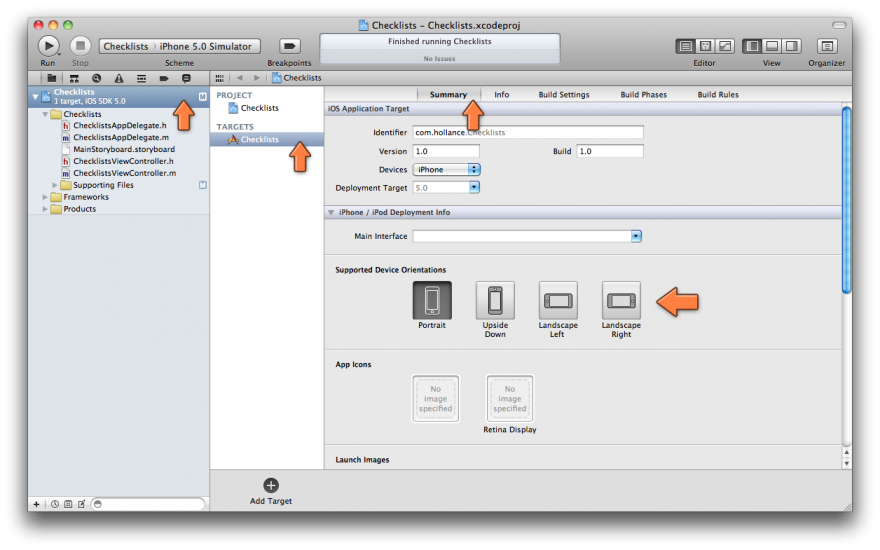 Checklists - Checklists.xcodeproj
Run
Stop
Checklists › iPhone 5.0 Simulator
Scheme
Breakpoints
Finished running Checklists
No Issues
Editor
View
Organizer
Checklists
Checklists
1 target, iOS SDK 5.0
M
Checklists
ChecklistsAppDelegate.h
ChecklistsAppDelegate.m
MainStoryboard.storyboard
ChecklistsViewController.h
ChecklistsViewController.m
Supporting Files
M
Frameworks
Products
PROJECT
Checklists
TARGETS
Checklists
Summary
Info
Build Settings
Build Phases
Build Rules
iOS Application Target
Identifier com.hollance.Checklists
Version 1.0
Build 1.0
Devices iPhone
Deployment Target 5.0
iPhone / iPod Deployment Info
Main Interface
Supported Device Orientations
Portrait
Upside Down
Landscape Left
Landscape Right
App Icons
No image specified
No image specified
Retina Display
Launch Images
Add Target